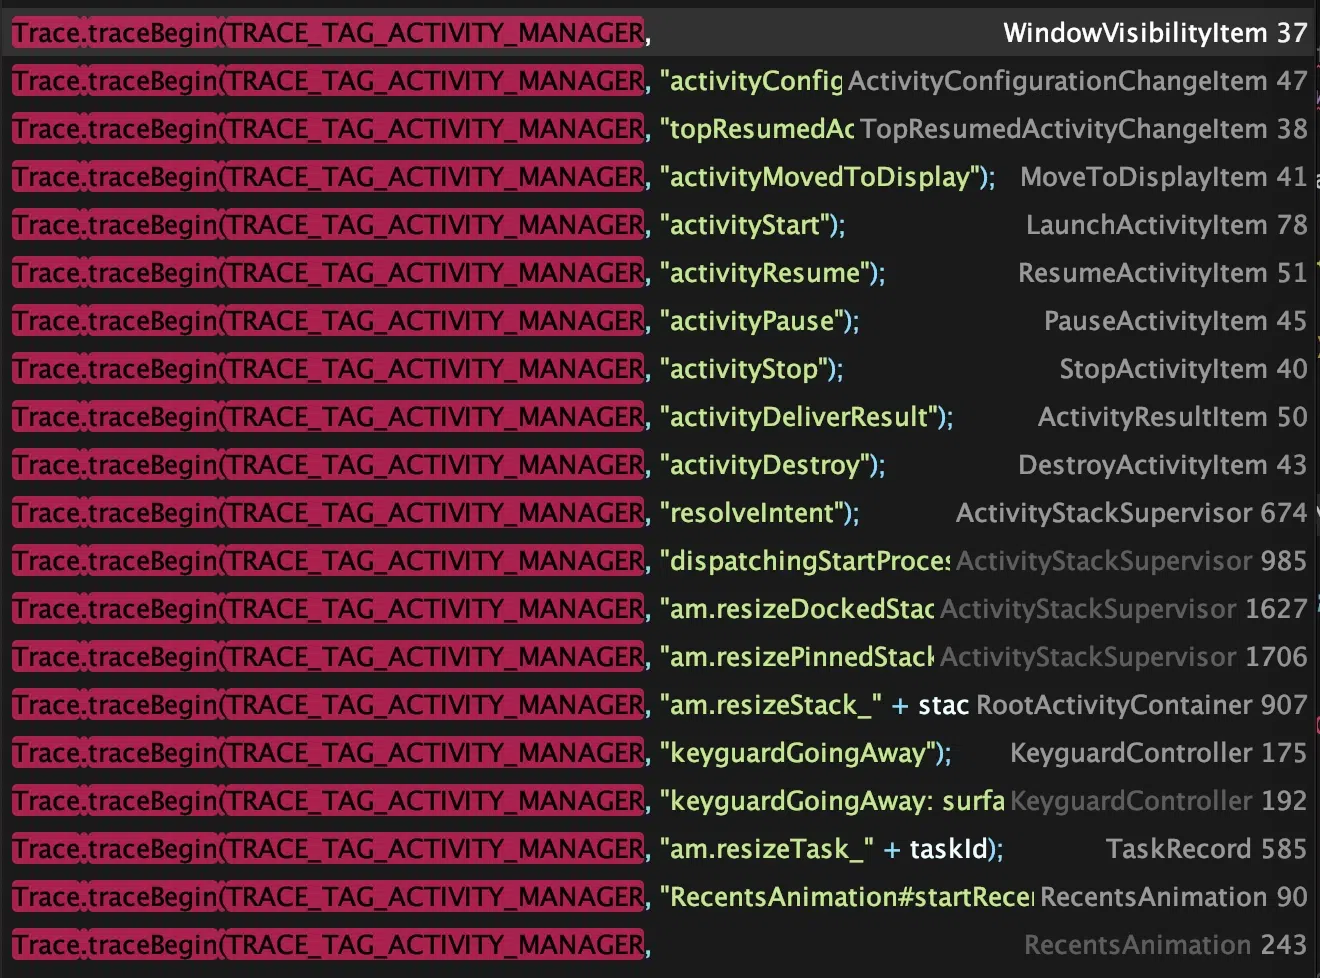 Trace.traceBegin(TRACE_TAG_ACTIVITY_MANAGER, WindowVisibilityItem 37
Trace.traceBegin(TRACE_TAG_ACTIVITY_MANAGER, "activityConfig ActivityConfigurationChangeItem 47
Trace.traceBegin(TRACE_TAG_ACTIVITY_MANAGER, "topResumedAc TopResumedActivityChangeItem 38
Trace.traceBegin(TRACE_TAG_ACTIVITY_MANAGER, "activityMovedToDisplay"); MoveToDisplayItem 41
Trace.traceBegin(TRACE_TAG_ACTIVITY_MANAGER, "activityStart"); LaunchActivityItem 78
Trace.traceBegin(TRACE_TAG_ACTIVITY_MANAGER, "activityResume"); ResumeActivityItem 51
Trace.traceBegin(TRACE_TAG_ACTIVITY_MANAGER, "activityPause"); PauseActivityItem 45
Trace.traceBegin(TRACE_TAG_ACTIVITY_MANAGER, "activityStop"); StopActivityItem 40
Trace.traceBegin(TRACE_TAG_ACTIVITY_MANAGER, "activityDeliverResult"); ActivityResultItem 50
Trace.traceBegin(TRACE_TAG_ACTIVITY_MANAGER, "activityDestroy"); DestroyActivityItem 43
Trace.traceBegin(TRACE_TAG_ACTIVITY_MANAGER, "resolveIntent"); ActivityStackSupervisor 674
Trace.traceBegin(TRACE_TAG_ACTIVITY_MANAGER, "dispatchingStartProces ActivityStackSupervisor 985
Trace.traceBegin(TRACE_TAG_ACTIVITY_MANAGER, "am.resizeDockedStac ActivityStackSupervisor 1627
Trace.traceBegin(TRACE_TAG_ACTIVITY_MANAGER, "am.resizePinnedStack ActivityStackSupervisor 1706
Trace.traceBegin(TRACE_TAG_ACTIVITY_MANAGER, "am.resizeStack_" + stac RootActivityContainer 907
Trace.traceBegin(TRACE_TAG_ACTIVITY_MANAGER, "keyguardGoingAway"); KeyguardController 175
Trace.traceBegin(TRACE_TAG_ACTIVITY_MANAGER, "keyguardGoingAway: surfa KeyguardController 192
Trace.traceBegin(TRACE_TAG_ACTIVITY_MANAGER, "am.resizeTask_" + taskId); TaskRecord 585
Trace.traceBegin(TRACE_TAG_ACTIVITY_MANAGER, "RecentsAnimation#startRecei RecentsAnimation 90
Trace.traceBegin(TRACE_TAG_ACTIVITY_MANAGER, RecentsAnimation 243